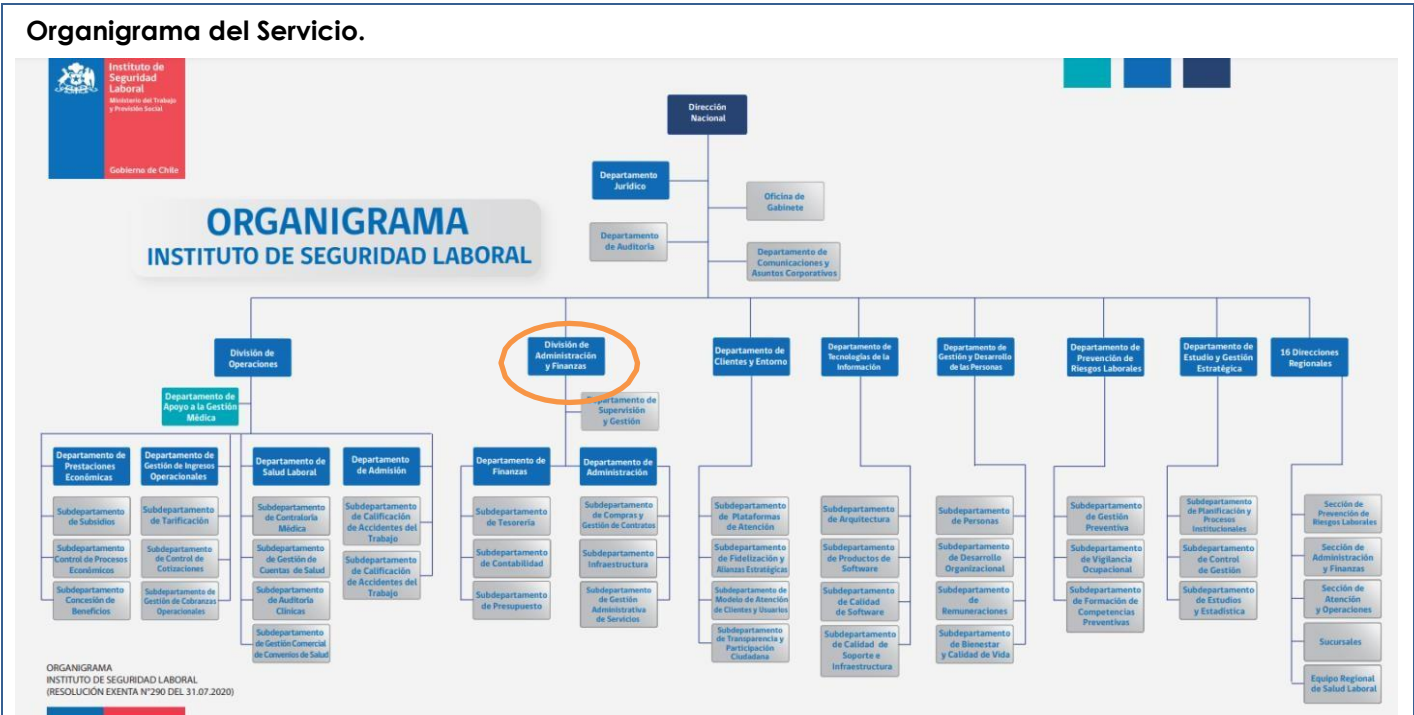 Organigrama del Servicio.
Instituto de
Seguridad
Laboral
Ministerio del Trabajo
y Previsión Social
Gobierno de Chile
ORGANIGRAMA
INSTITUTO DE SEGURIDAD LABORAL
Dirección
Nacional
Departamento
Jurídico
Oficina de
Gabinete
Departamento
de Auditoría
Departamento de
Comunicaciones y
Asuntos Corporativos
División de
Operaciones
División de
Administración
y Finanzas
Departamento de
Clientes y Entorno
Departamento de
Tecnologías de la
Información
Departamento de
Gestión y Desarrollo
de las Personas
Departamento de
Prevención de
Riesgos Laborales
Departamento de
Estudio y Gestión
Estratégica
16 Direcciones
Regionales
Departamento de
Apoyo a la Gestión
Médica
Departamento de
Supervisión
y Gestión
Departamento de
Prestaciones
Económicas
Departamento de
Gestión de Ingresos
Operacionales
Departamento de
Salud Laboral
Departamento
de Admisión
Departamento de
Finanzas
Departamento de
Administración
Subdepartamento
de Subsidios
Subdepartamento
Control de Procesos
Económicos
Subdepartamento
Concesión de
Beneficios
Subdepartamento
de Tarificación
Subdepartamento
de Control de
Cotizaciones
Subdepartamento de
Gestión de Cobranzas
Operacionales
Subdepartamento
de Contraloría
Médica
Subdepartamento
de Gestión de
Cuentas de Salud
Subdepartamento
de Auditoría
Clínicas
Subdepartamento
de Gestión Comercial
de Convenios de Salud
Subdepartamento
de Calificación
de Accidentes del
Trabajo
Subdepartamento
de Calificación
de Accidentes del
Trabajo
Subdepartamento
de Tesorería
Subdepartamento
de Contabilidad
Subdepartamento
de Presupuesto
Subdepartamento
de Compras y
Gestión de Contratos
Subdepartamento
Infraestructura
Subdepartamento
de Gestión
Administrativa
de Servicios
Subdepartamento
de Plataformas
de Atención
Subdepartamento
de Fidelización y
Alianzas Estratégicas
Subdepartamento de
Modelo de Atención
de Clientes y Usuarios
Subdepartamento
de Transparencia y
Participación
Ciudadana
Subdepartamento
de Arquitectura
Subdepartamento
de Productos de
Software
Subdepartamento
de Calidad
de Software
Subdepartamento
de Calidad de
Soporte e
Infraestructura
Subdepartamento
de Personas
Subdepartamento
de Desarrollo
Organizacional
Subdepartamento
de
Remuneraciones
Subdepartamento
de Bienestar
y Calidad de Vida
Subdepartamento
de Gestión
Preventiva
Subdepartamento
de Vigilancia
Ocupacional
Subdepartamento
de Formación de
Competencias
Preventivas
Subdepartamento
de Planificación y
Procesos
Institucionales
Subdepartamento
de Control
de Gestión
Subdepartamento
de Estudios
y Estadística
Sección de
Prevención de
Riesgos Laborales
Sección de
Administración
y Finanzas
Sección de
Atención
y Operaciones
Sucursales
Equipo Regional
de Salud Laboral
ORGANIGRAMA
INSTITUTO DE SEGURIDAD LABORAL
(RESOLUCIÓN EXENTA N°290 DEL 31.07.2020)